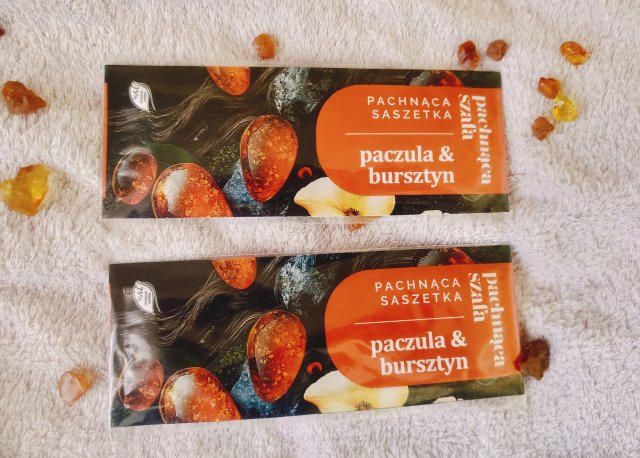 PACHNĄCA
SASZETKA
paczula &
bursztyn
pachnąca
szafa
PACHNĄCA
SASZETKA
paczula &
bursztyn
pachnąca
szafa